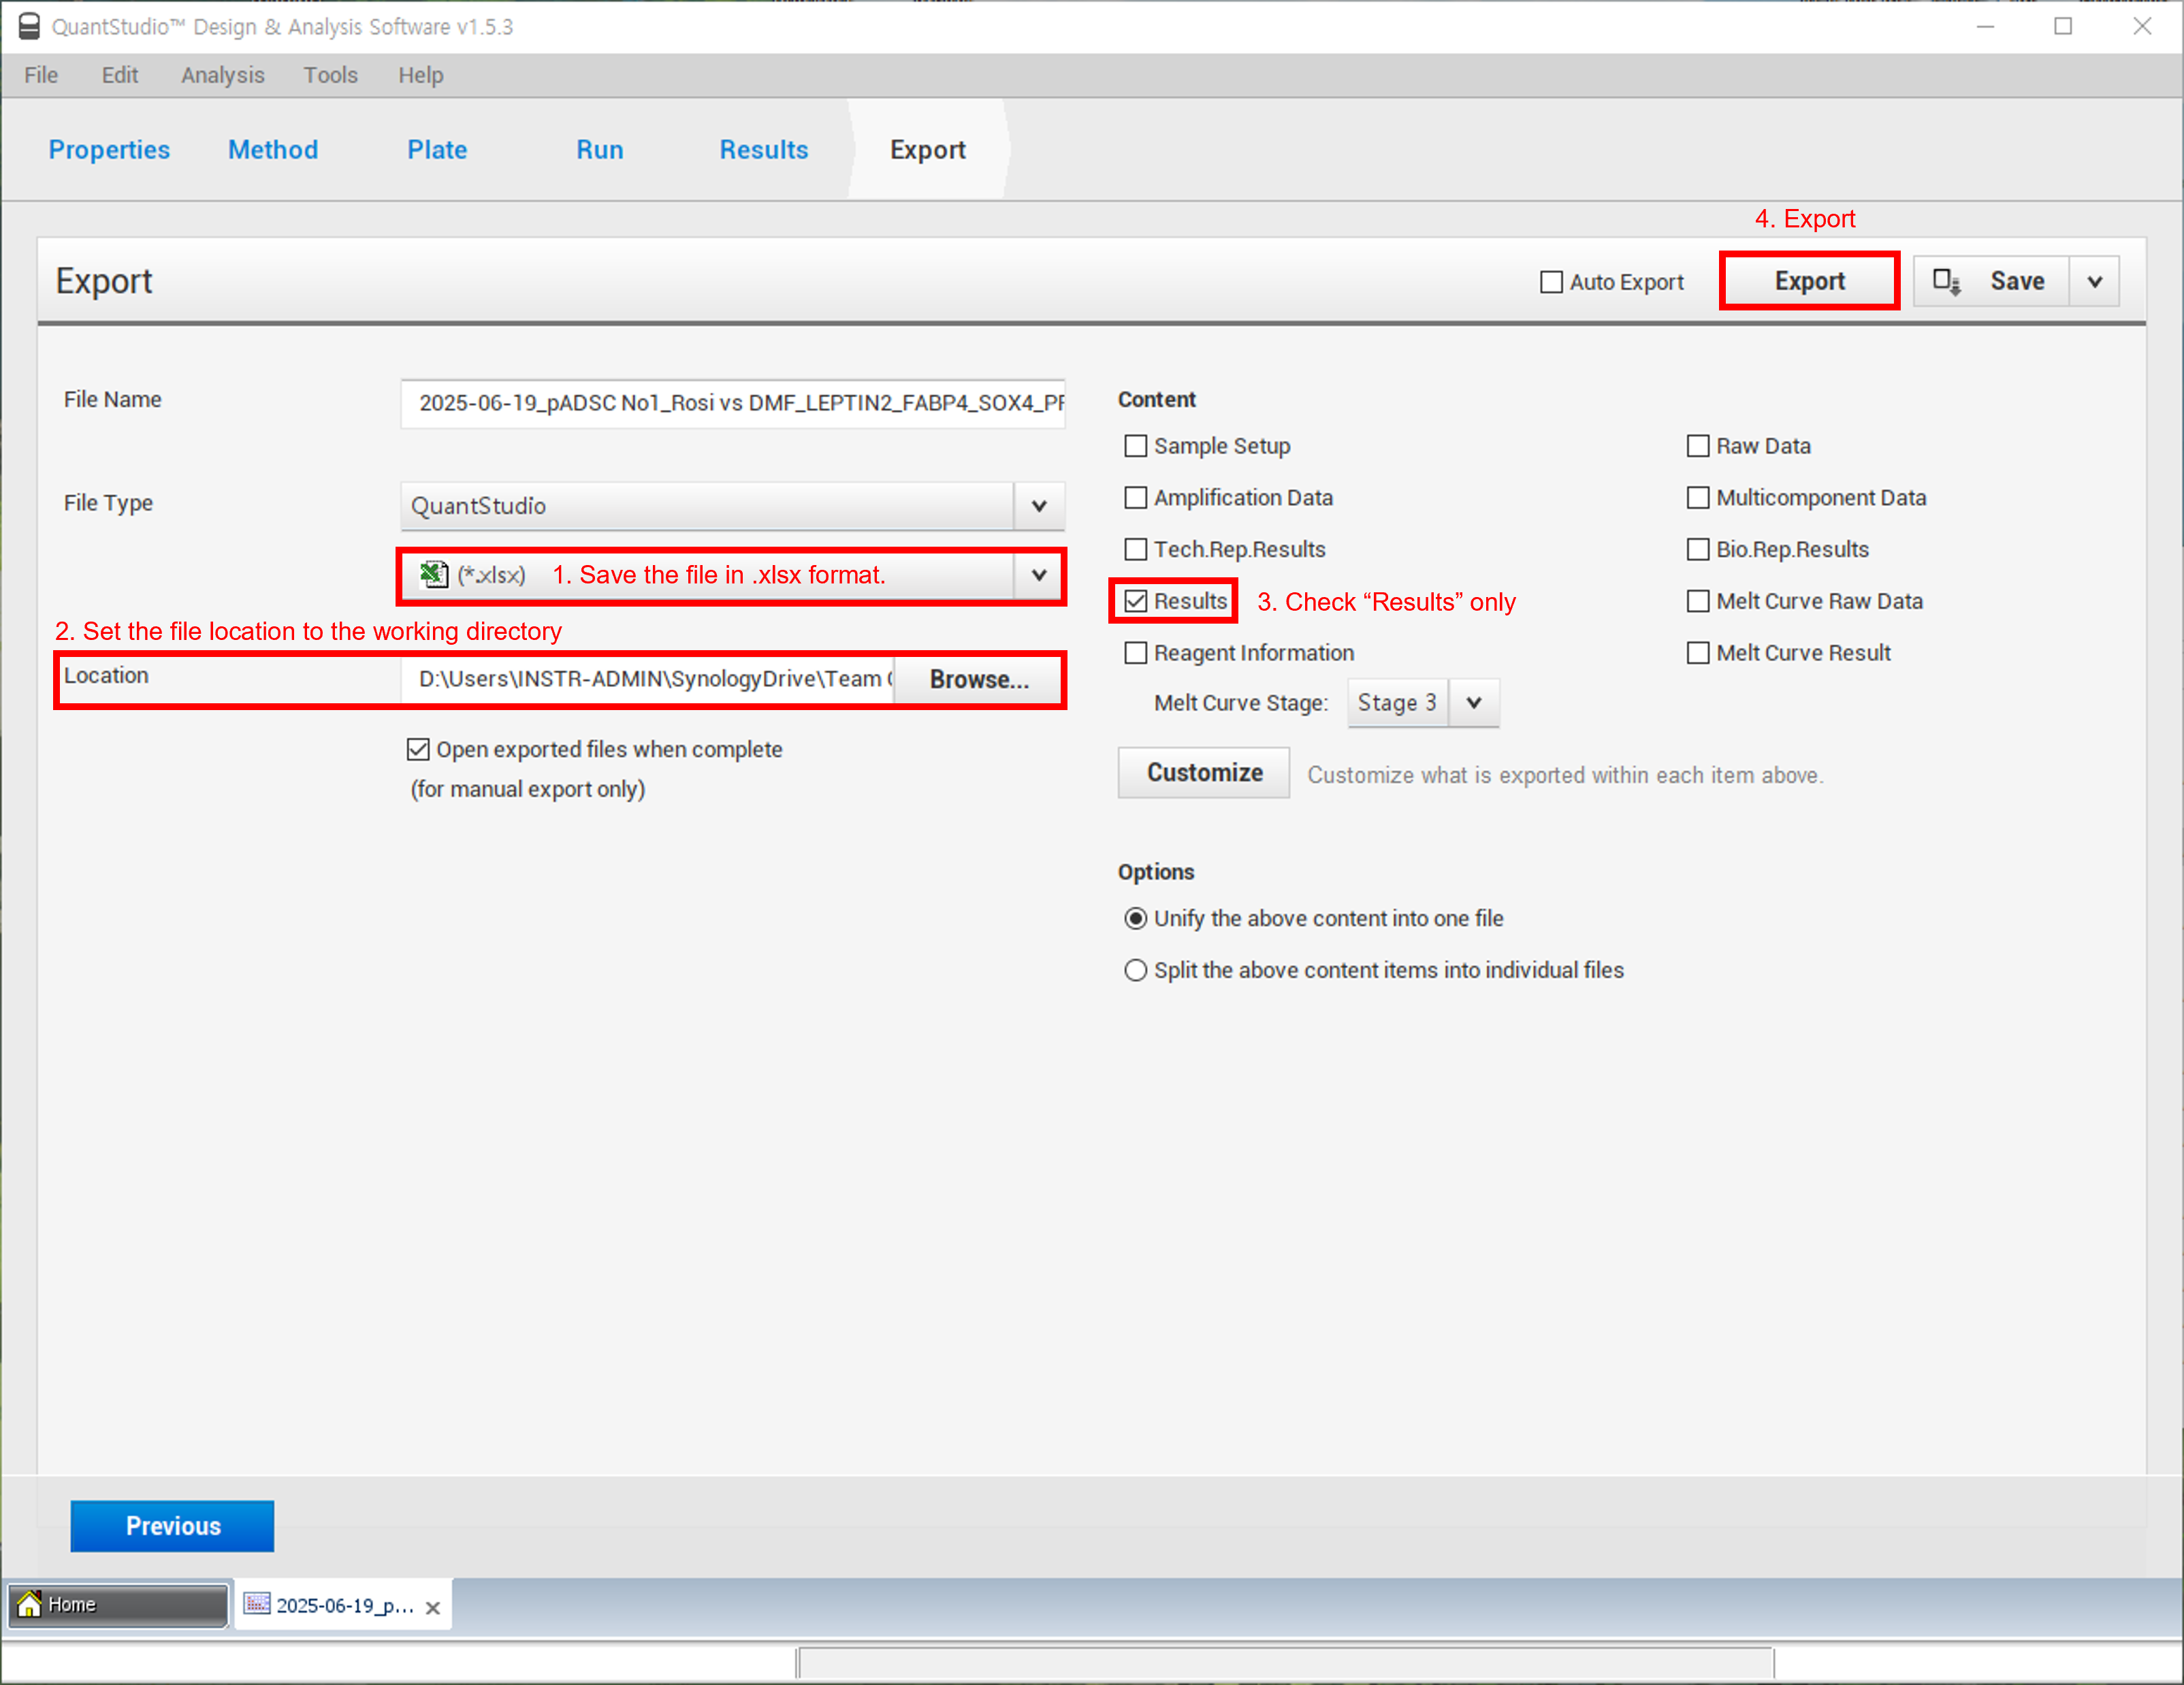 QuantStudio™ Design & Analysis Software v1.5.3
File Edit Analysis Tools Help
Properties Method Plate Run Results Export
4. Export
Export
Auto Export Export Save
File Name 2025-06-19_pADSC No1_Rosi vs DMF_LEPTIN2_FABP4_SOX4_PF
File Type QuantStudio
(*.xlsx) 1. Save the file in .xlsx format.
2. Set the file location to the working directory
Location D:\Users\INSTR-ADMIN\SynologyDrive\Team Browse...
Open exported files when complete
(for manual export only)
Content
Sample Setup Raw Data
Amplification Data Multicomponent Data
Tech.Rep.Results Bio.Rep.Results
Results 3. Check “Results” only Melt Curve Raw Data
Reagent Information Melt Curve Result
Melt Curve Stage: Stage 3
Customize Customize what is exported within each item above.
Options
Unify the above content into one file
Split the above content items into individual files
Previous
Home 2025-06-19_p...